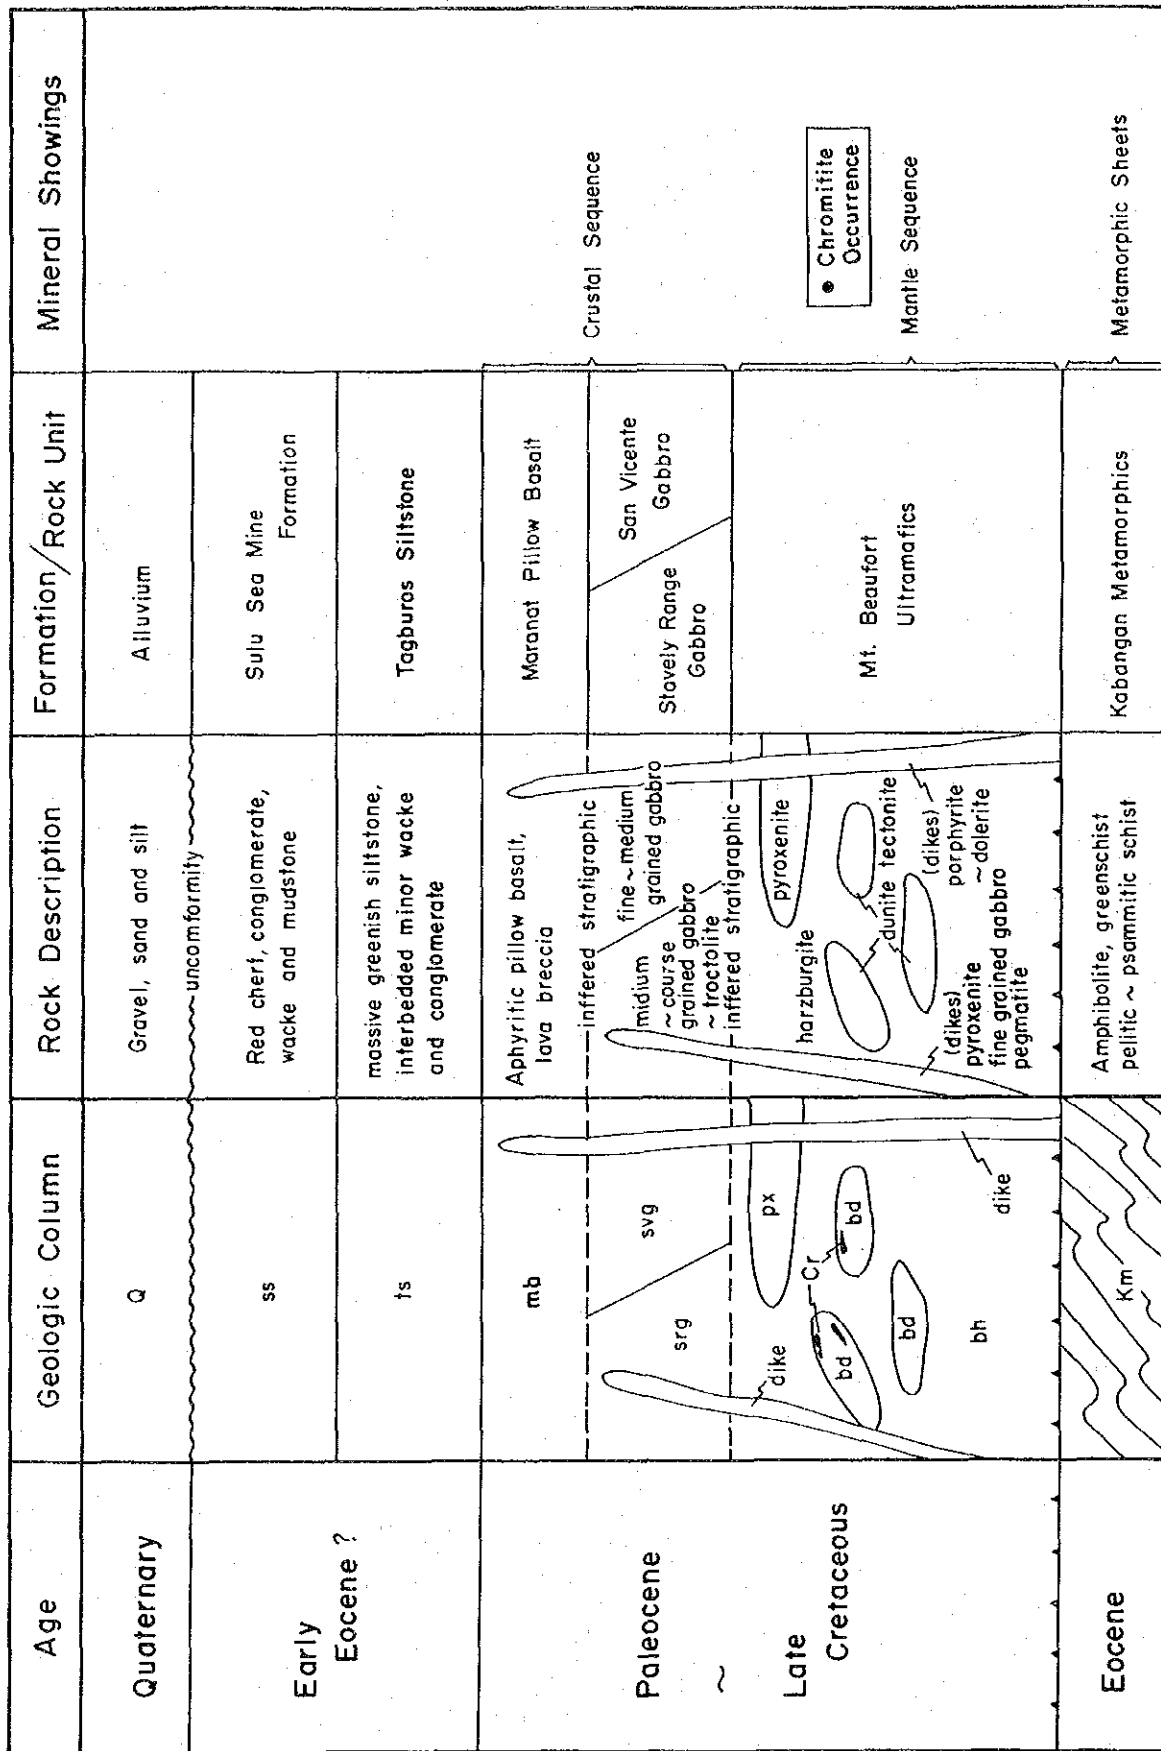 Age
Geologic Column
Rock Description
Formation/Rock Unit
Mineral Showings
Quaternary
Q
Gravel, sand and silt
Alluvium
uncomformity
Early
Eocene ?
ss
Red chert, conglomerate,
wacke and mudstone
Sulu Sea Mine
Formation
ts
massive greenish siltstone,
interbedded minor wacke
and conglomerate
Tagburos Siltstone
Paleocene
~
Late
Cretaceous
mb
Aphyritic pillow basalt,
lava breccia
Maranat Pillow Basalt
inffered stratigraphic
srg
svg
midium
~ course
grained gabbro
~ troctolite
fine~medium
grained gabbro
Stavely Range
Gabbro
San Vicente
Gabbro
Crustal Sequence
inffered stratigraphic
dike
px
Cr
bd
bd
bd
bh
dike
harzburgite
pyroxenite
dunite tectonite
(dikes)
pyroxenite
fine grained gabbro
pegmatite
(dikes)
porphyrite
~ dolerite
Mt. Beaufort
Ultramafics
Chromitite
Occurrence
Mantle Sequence
Eocene
Km
Amphibolite, greenschist
pelitic ~ psammitic schist
Kabangan Metamorphics
Metamorphic Sheets